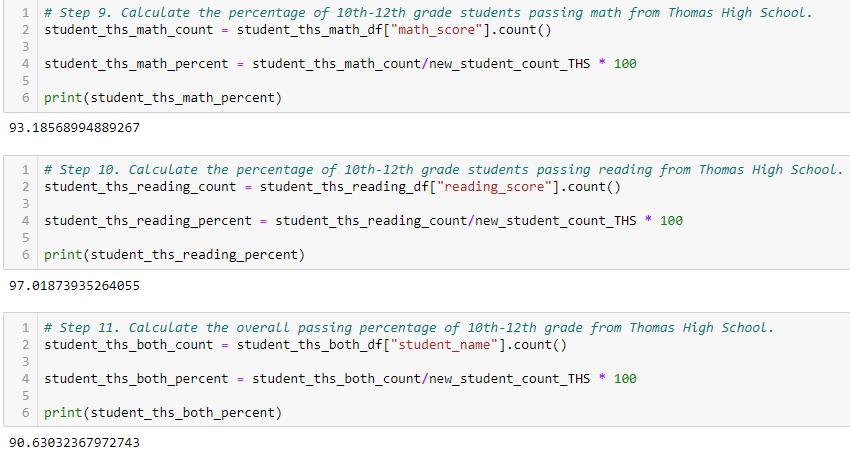 1 # Step 9. Calculate the percentage of 10th-12th grade students passing math from Thomas High School.
2 student_ths_math_count = student_ths_math_df["math_score"].count()
3
4 student_ths_math_percent = student_ths_math_count/new_student_count_THS * 100
5
6 print(student_ths_math_percent)
93.18568994889267
1 # Step 10. Calculate the percentage of 10th-12th grade students passing reading from Thomas High School.
2 student_ths_reading_count = student_ths_reading_df["reading_score"].count()
3
4 student_ths_reading_percent = student_ths_reading_count/new_student_count_THS * 100
5
6 print(student_ths_reading_percent)
97.01873935264055
1 # Step 11. Calculate the overall passing percentage of 10th-12th grade from Thomas High School.
2 student_ths_both_count = student_ths_both_df["student_name"].count()
3
4 student_ths_both_percent = student_ths_both_count/new_student_count_THS * 100
5
6 print(student_ths_both_percent)
90.63032367972743